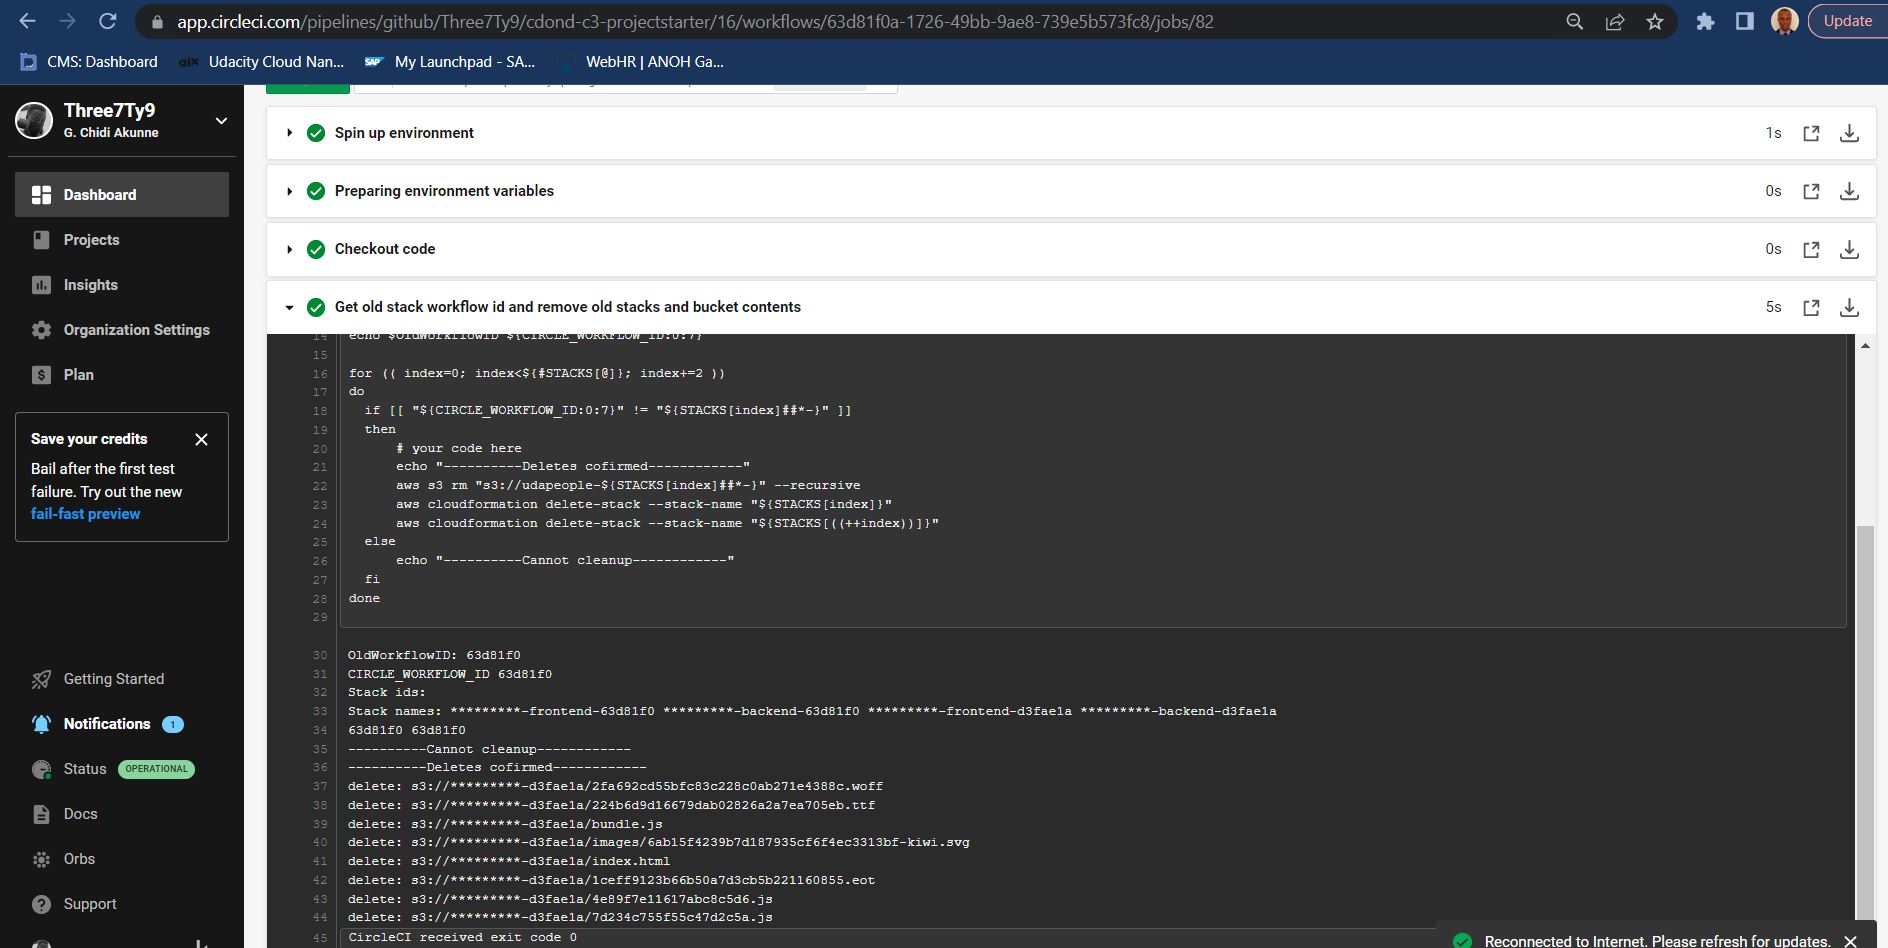 app.circleci.com/pipelines/github/Three7Ty9/cdond-c3-projectstarter/16/workflows/63d81f0a-1726-49bb-9ae8-739e5b573fc8/jobs/82
Update
CMS: Dashboard
alx
Udacity Cloud Nan...
SAP
My Launchpad - SA...
WebHR | ANOH Ga...
Three7Ty9
G. Chidi Akunne
Dashboard
Projects
Insights
Organization Settings
Plan
Save your credits
Bail after the first test
failure. Try out the new
fail-fast preview
Getting Started
Notifications 1
Status OPERATIONAL
Docs
Orbs
Support
Spin up environment 1s
Preparing environment variables 0s
Checkout code 0s
Get old stack workflow id and remove old stacks and bucket contents 5s
14 echo $OldWorkflowID ${CIRCLE_WORKFLOW_ID:0:7}
15
16 for (( index=0; index<${#STACKS[@]}; index+=2 ))
17 do
18 if [[ "${CIRCLE_WORKFLOW_ID:0:7}" != "${STACKS[index]##*-}" ]]
19 then
20 # your code here
21 echo "----------Deletes cofirmed------------"
22 aws s3 rm "s3://udapeople-${STACKS[index]##*-}" --recursive
23 aws cloudformation delete-stack --stack-name "${STACKS[index]}"
24 aws cloudformation delete-stack --stack-name "${STACKS[((++index))]}"
25 else
26 echo "----------Cannot cleanup------------"
27 fi
28 done
29
30 OldWorkflowID: 63d81f0
31 CIRCLE_WORKFLOW_ID 63d81f0
32 Stack ids:
33 Stack names: *********-frontend-63d81f0 *********-backend-63d81f0 *********-frontend-d3fae1a *********-backend-d3fae1a
34 63d81f0 63d81f0
35 ----------Cannot cleanup------------
36 ----------Deletes cofirmed------------
37 delete: s3://*********-d3fae1a/2fa692cd55bfc83c228c0ab271e4388c.woff
38 delete: s3://*********-d3fae1a/224b6d9d16679dab02826a2a7ea705eb.ttf
39 delete: s3://*********-d3fae1a/bundle.js
40 delete: s3://*********-d3fae1a/images/6ab15f4239b7d187935cf6f4ec3313bf-kiwi.svg
41 delete: s3://*********-d3fae1a/index.html
42 delete: s3://*********-d3fae1a/1ceff9123b66b50a7d3cb5b221160855.eot
43 delete: s3://*********-d3fae1a/4e89f7e11617abc8c5d6.js
44 delete: s3://*********-d3fae1a/7d234c755f55c47d2c5a.js
45 CircleCI received exit code 0
Reconnected to Internet. Please refresh for updates.